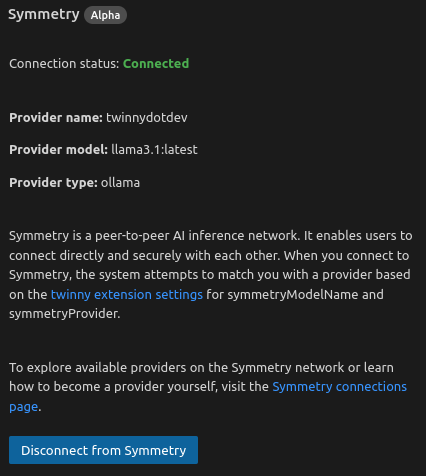 Symmetry Alpha
Connection status: Connected
Provider name: twinnydotdev
Provider model: llama3.1:latest
Provider type: ollama
Symmetry is a peer-to-peer AI inference network. It enables users to
connect directly and securely with each other. When you connect to
Symmetry, the system attempts to match you with a provider based
on the twinny extension settings for symmetryModelName and
symmetryProvider.
To explore available providers on the Symmetry network or learn
how to become a provider yourself, visit the Symmetry connections
page.
Disconnect from Symmetry